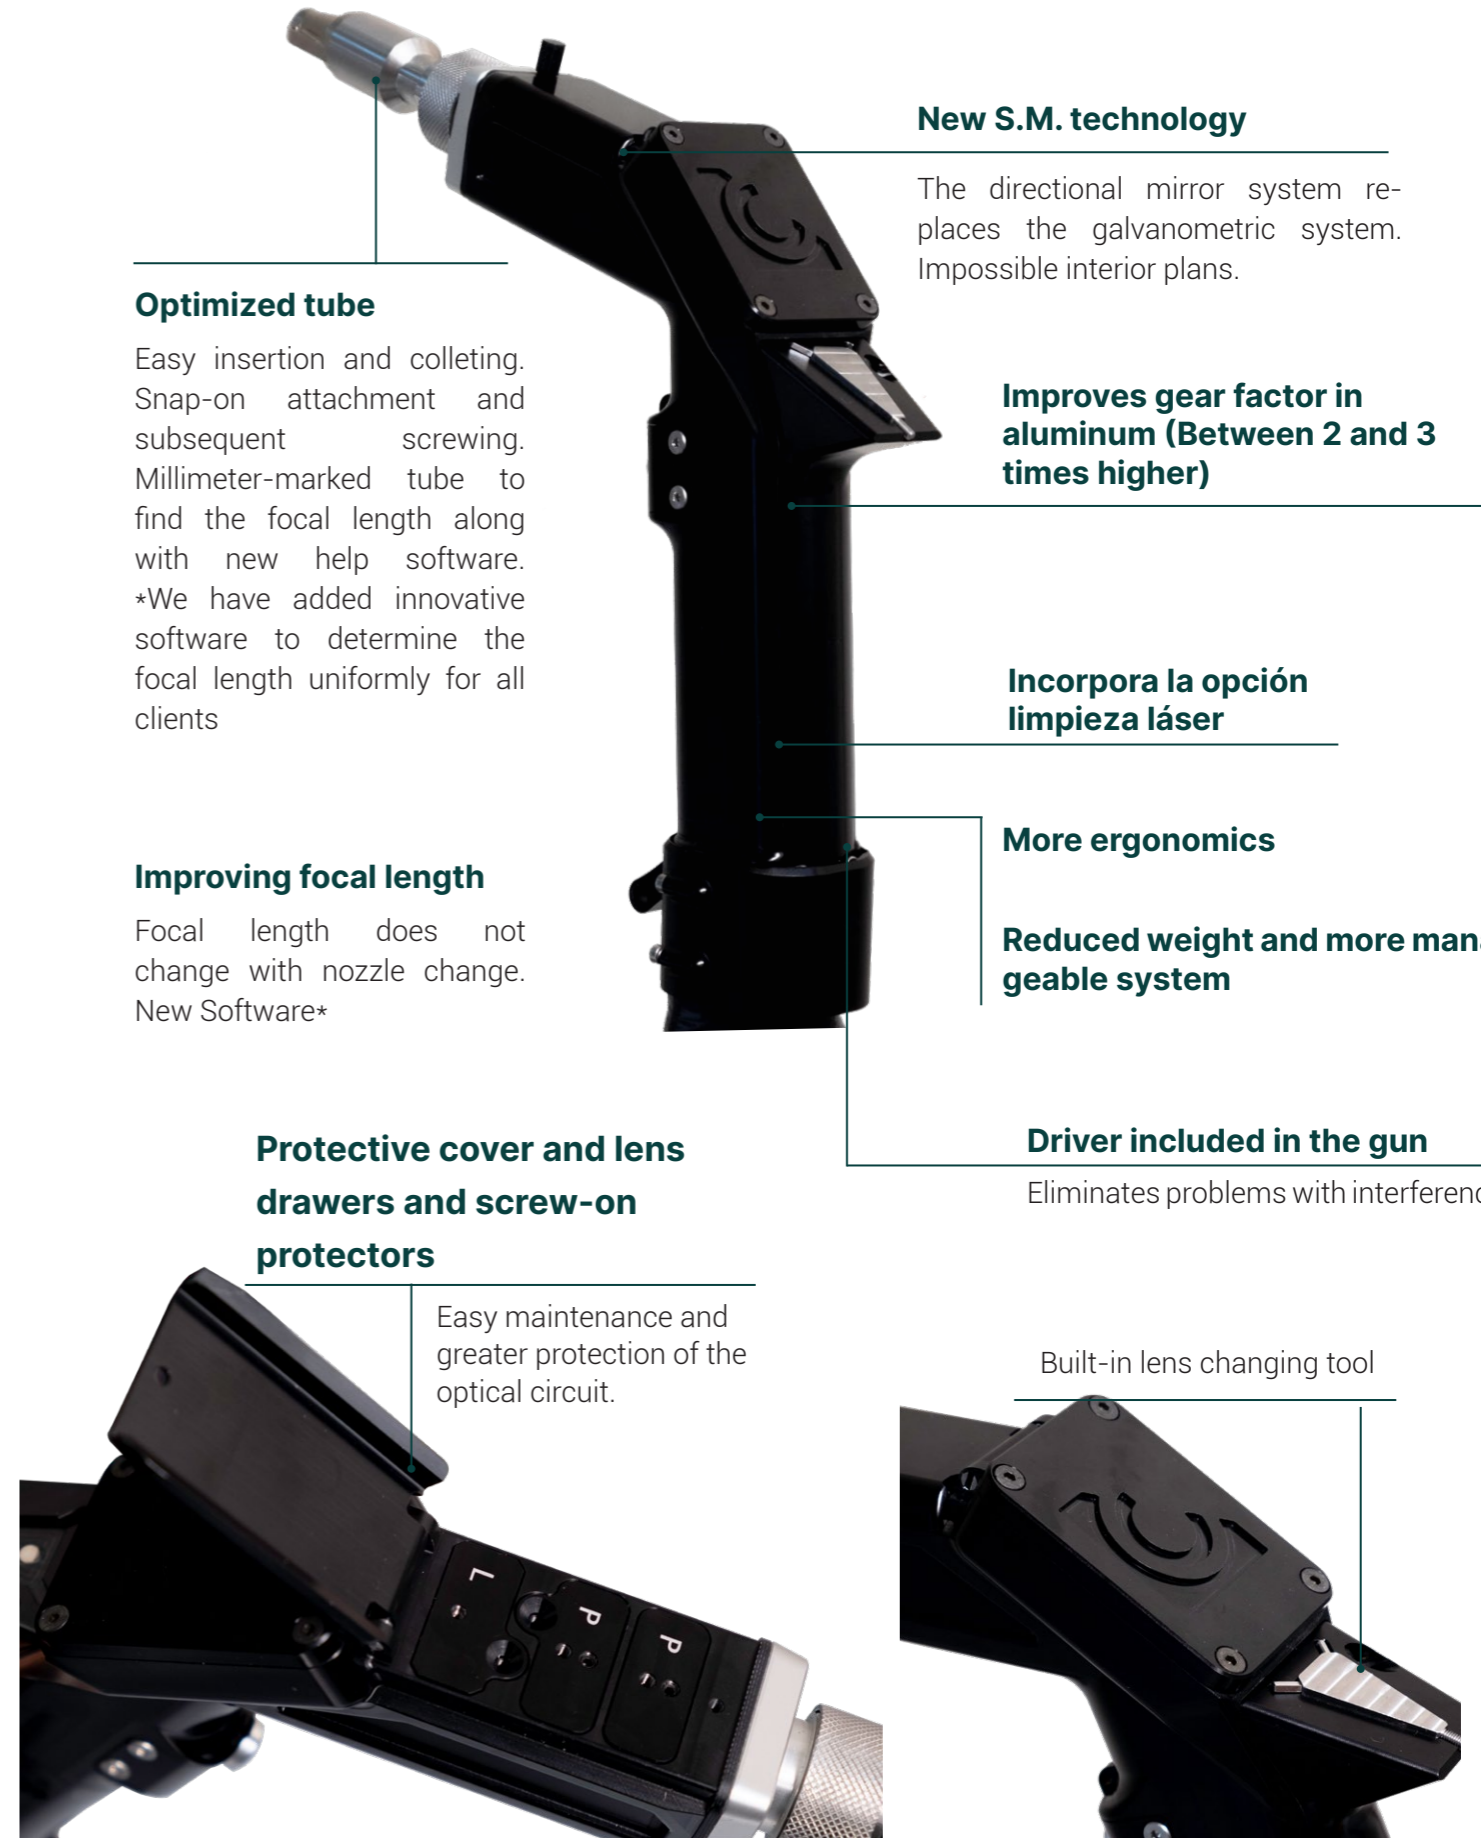 New S.M. technology
The directional mirror system re-
places the galvanometric system.
Impossible interior plans.
Optimized tube
Easy insertion and colleting.
Snap-on attachment and
subsequent screwing.
Millimeter-marked tube to
find the focal length along
with new help software.
*We have added innovative
software to determine the
focal length uniformly for all
clients
Improves gear factor in
aluminum (Between 2 and 3
times higher)
Incorpora la opción
limpieza láser
More ergonomics
Improving focal length
Focal length does not
change with nozzle change.
New Software*
Reduced weight and more mana
geable system
Driver included in the gun
Eliminates problems with interferenc
Protective cover and lens
drawers and screw-on
protectors
Easy maintenance and
greater protection of the
optical circuit.
Built-in lens changing tool
L
P
P